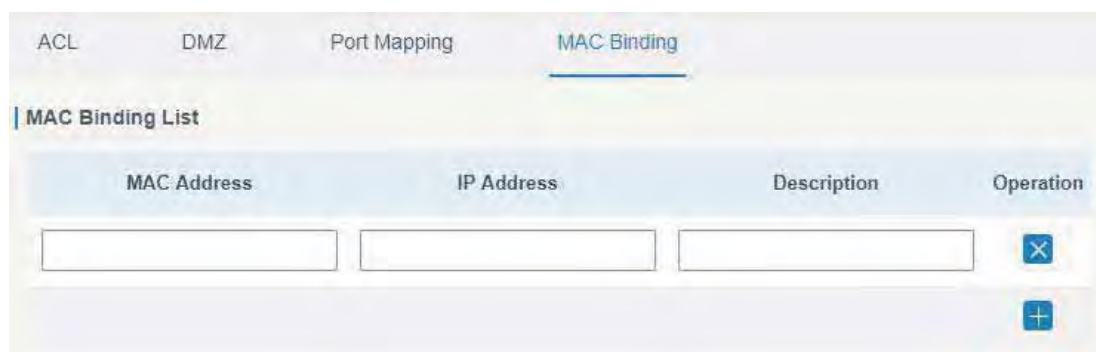 ACL DMZ Port Mapping MAC Binding
MAC Binding List
MAC Address IP Address Description Operation